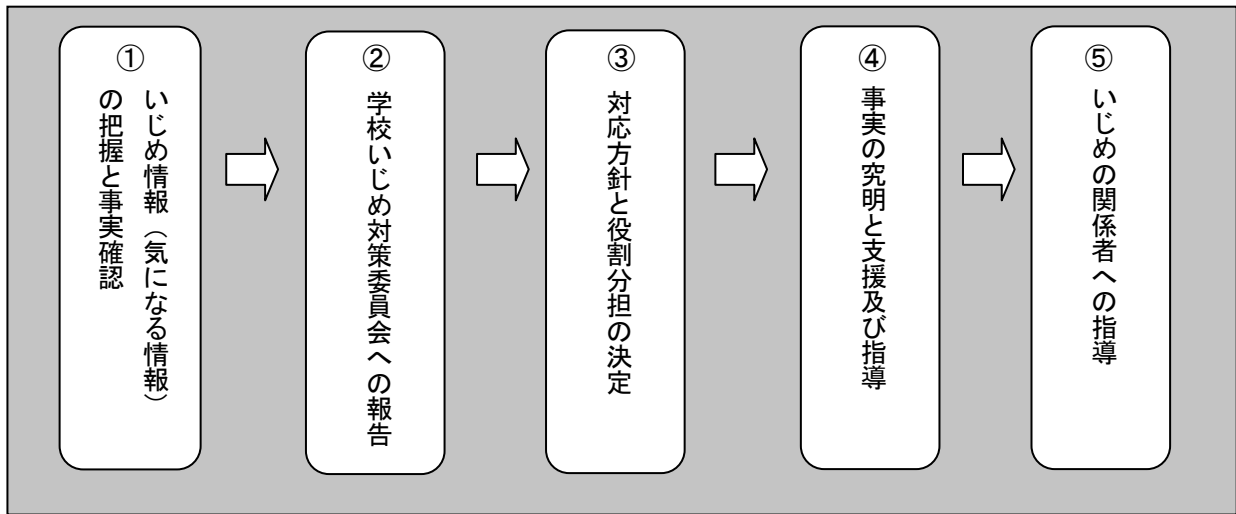 ①
いじめ情報（気になる情報）
の把握と事実確認
②
学校いじめ対策委員会への報告
③
対応方針と役割分担の決定
④
事実の究明と支援及び指導
⑤
いじめの関係者への指導